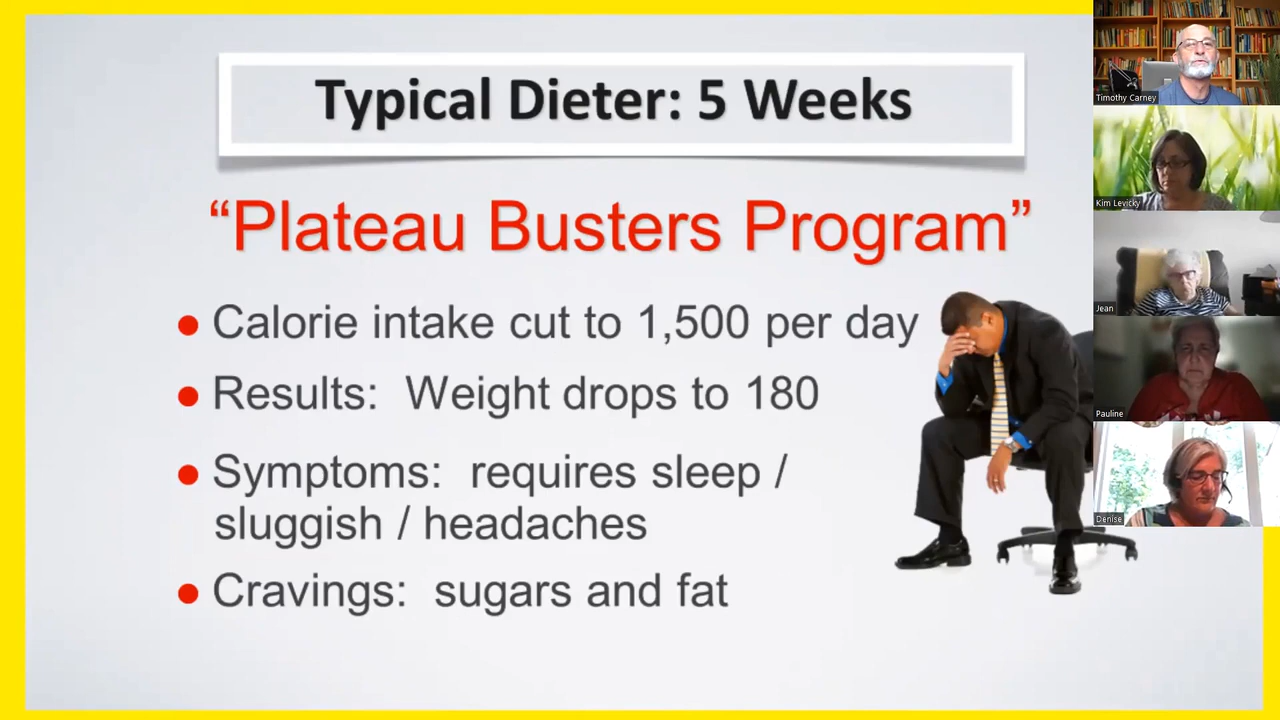 Typical Dieter: 5 Weeks
“Plateau Busters Program”
● Calorie intake cut to 1,500 per day
● Results: Weight drops to 180
● Symptoms: requires sleep /
sluggish / headaches
● Cravings: sugars and fat
Timothy Carney
Kim Levicky
Jean
Pauline
Denise